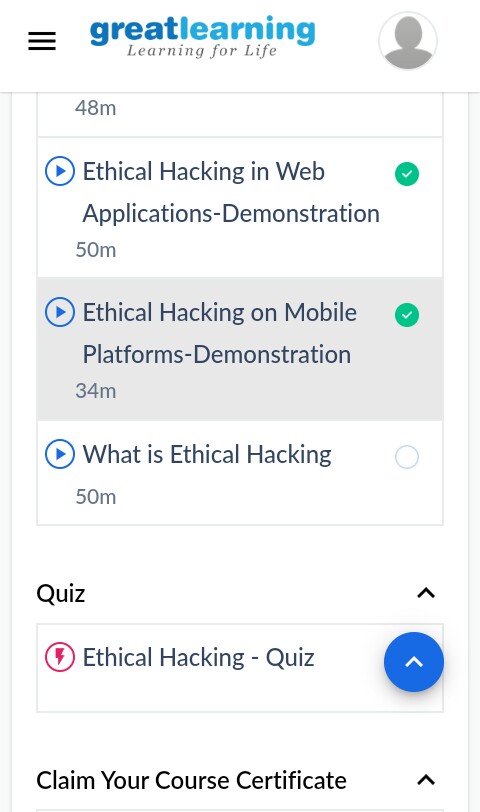 greatlearning
Learning for Life
48m
Ethical Hacking in Web
Applications-Demonstration
50m
Ethical Hacking on Mobile
Platforms-Demonstration
34m
What is Ethical Hacking
50m
Quiz
Ethical Hacking - Quiz
Claim Your Course Certificate